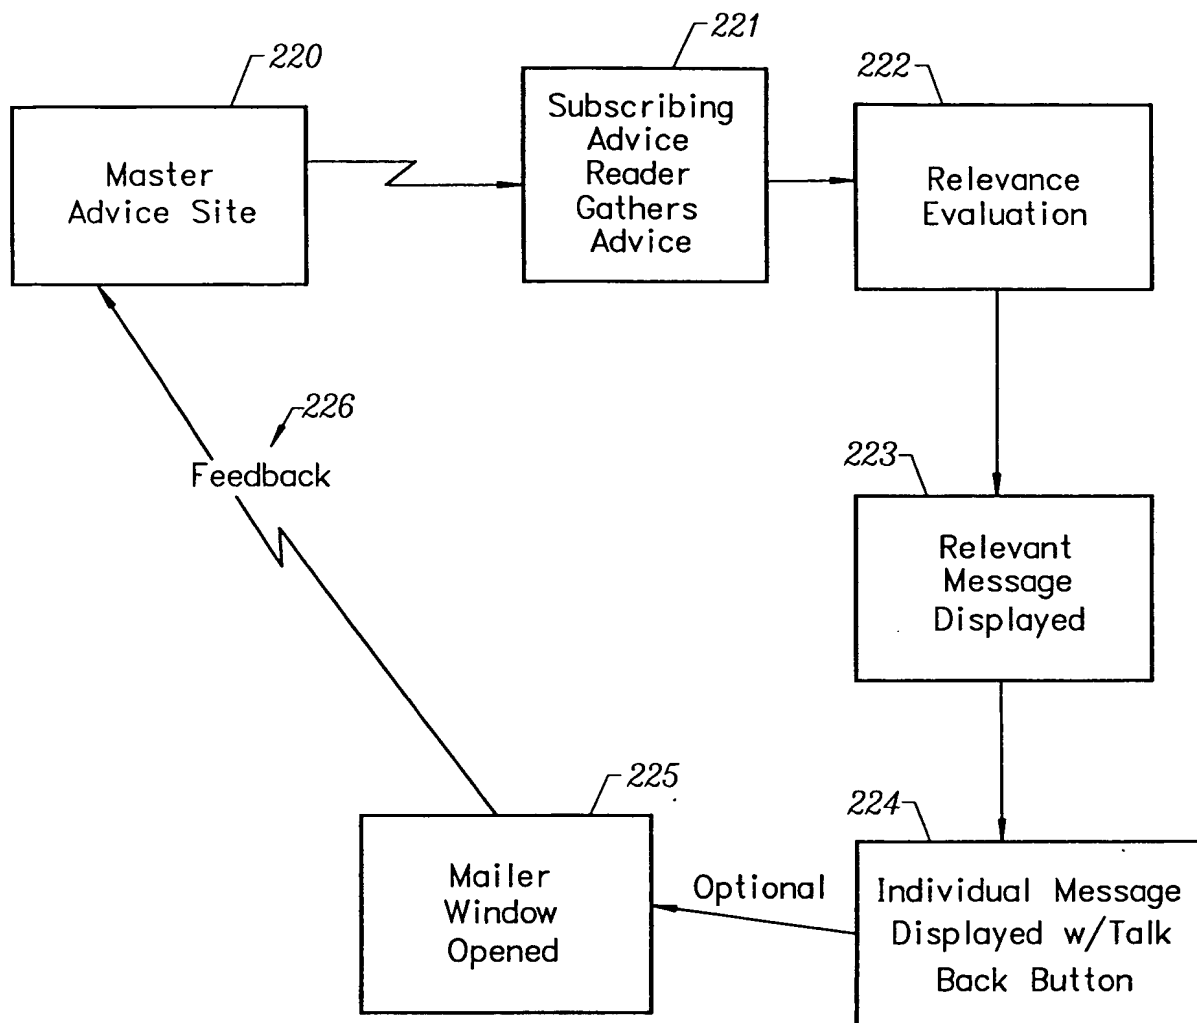 220
Master
Advice Site
221
Subscribing
Advice
Reader
Gathers
Advice
222
Relevance
Evaluation
223
Relevant
Message
Displayed
224
Individual Message
Displayed w/Talk
Back Button
Optional
225
Mailer
Window
Opened
226
Feedback